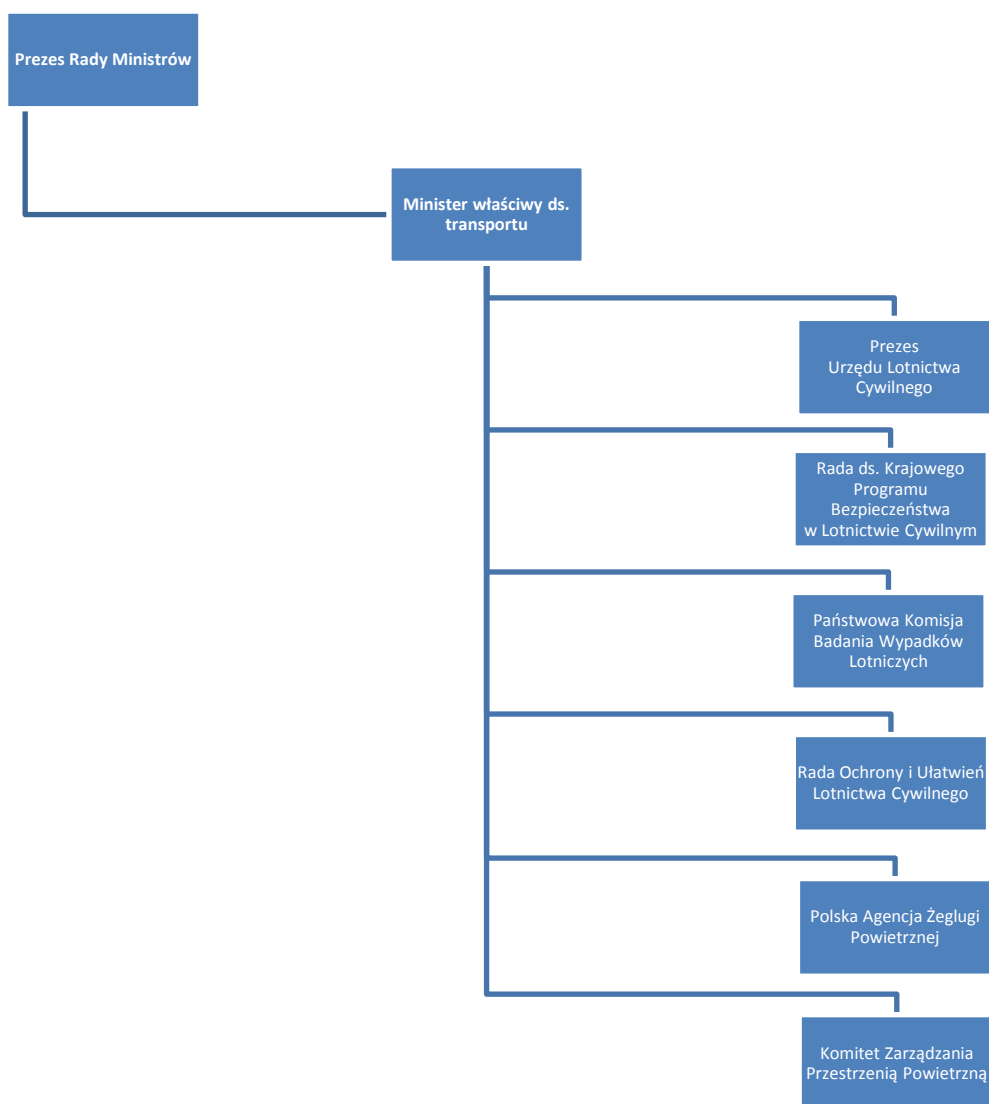 Prezes Rady Ministrów
Minister właściwy ds.
transportu
Prezes
Urzędu Lotnictwa
Cywilnego
Rada ds. Krajowego
Programu
Bezpieczeństwa
w Lotnictwie Cywilnym
Państwowa Komisja
Badania Wypadków
Lotniczych
Rada Ochrony i Ułatwień
Lotnictwa Cywilnego
Polska Agencja Żeglugi
Powietrznej
Komitet Zarządzania
Przestrzenią Powietrzną